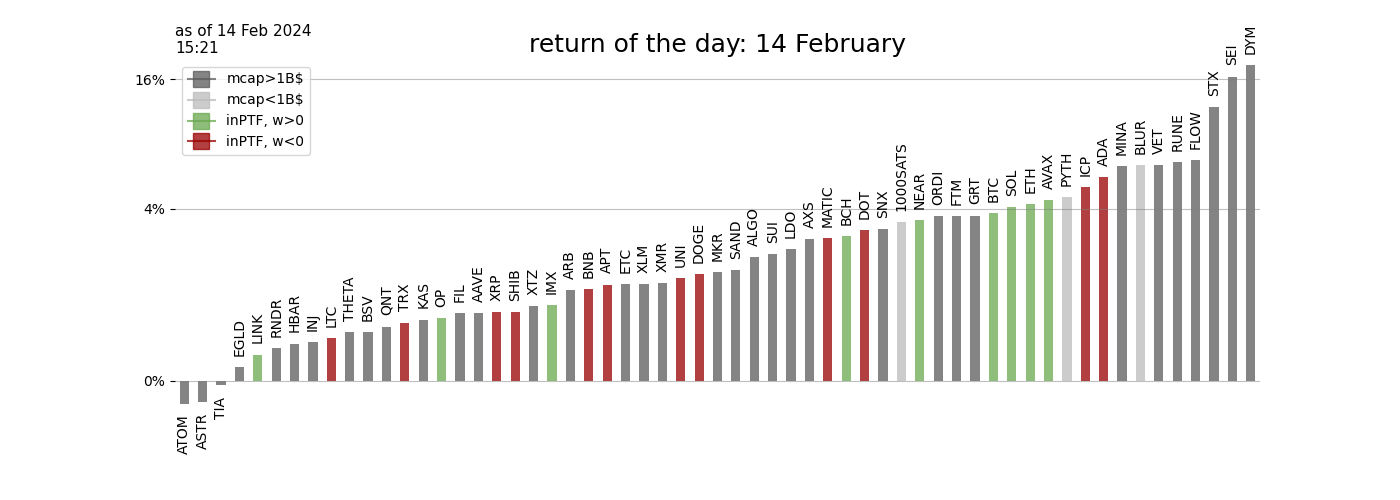 as of 14 Feb 2024
15:21
return of the day: 14 February
mcap>1B$
mcap<1B$
inPTF, w>0
inPTF, w<0
16%
4%
0%
ATOM
ASTR
TIA
EGLD
LINK
RNDR
HBAR
INJ
LTC
THETA
BSV
QNT
TRX
KAS
OP
FIL
AAVE
XRP
SHIB
XTZ
IMX
ARB
BNB
APT
ETC
XLM
XMR
UNI
DOGE
MKR
SAND
ALGO
SUI
LDO
AXS
MATIC
BCH
DOT
SNX
1000SATS
NEAR
ORDI
FTM
GRT
BTC
SOL
ETH
AVAX
PYTH
ICP
ADA
MINA
BLUR
VET
RUNE
FLOW
STX
SEI
DYM